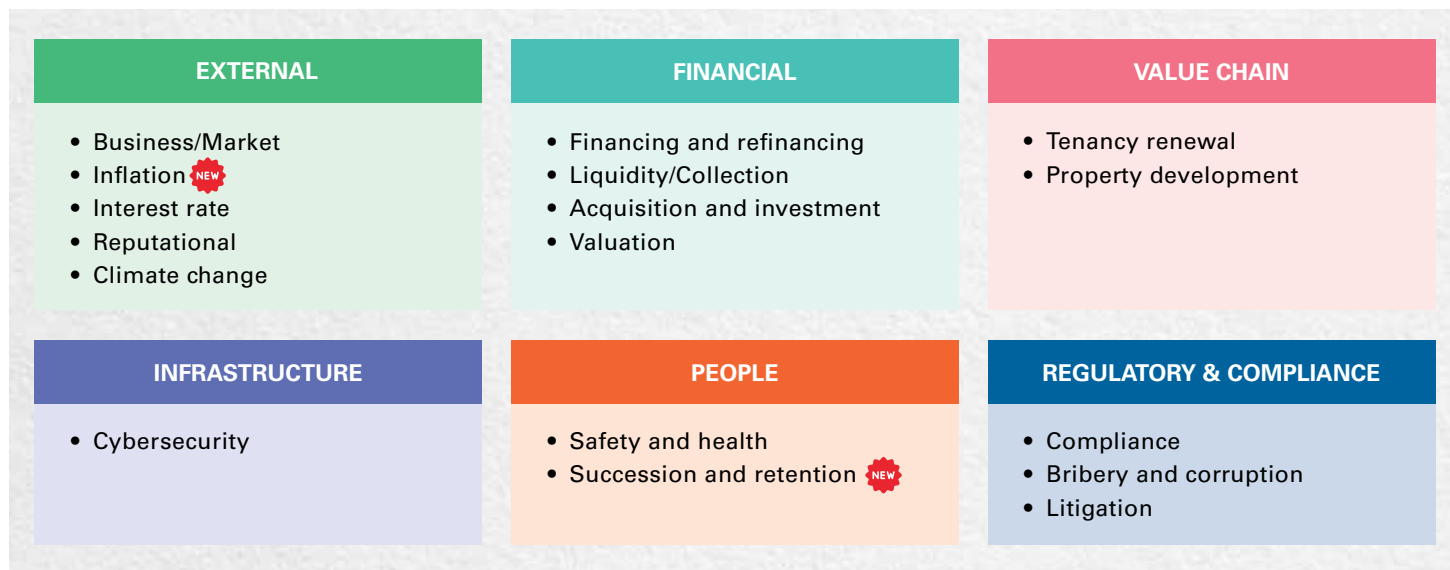 EXTERNAL
• Business/Market
• Inflation NEW
• Interest rate
• Reputational
• Climate change
FINANCIAL
• Financing and refinancing
• Liquidity/Collection
• Acquisition and investment
• Valuation
VALUE CHAIN
• Tenancy renewal
• Property development
INFRASTRUCTURE
• Cybersecurity
PEOPLE
• Safety and health
• Succession and retention NEW
REGULATORY & COMPLIANCE
• Compliance
• Bribery and corruption
• Litigation